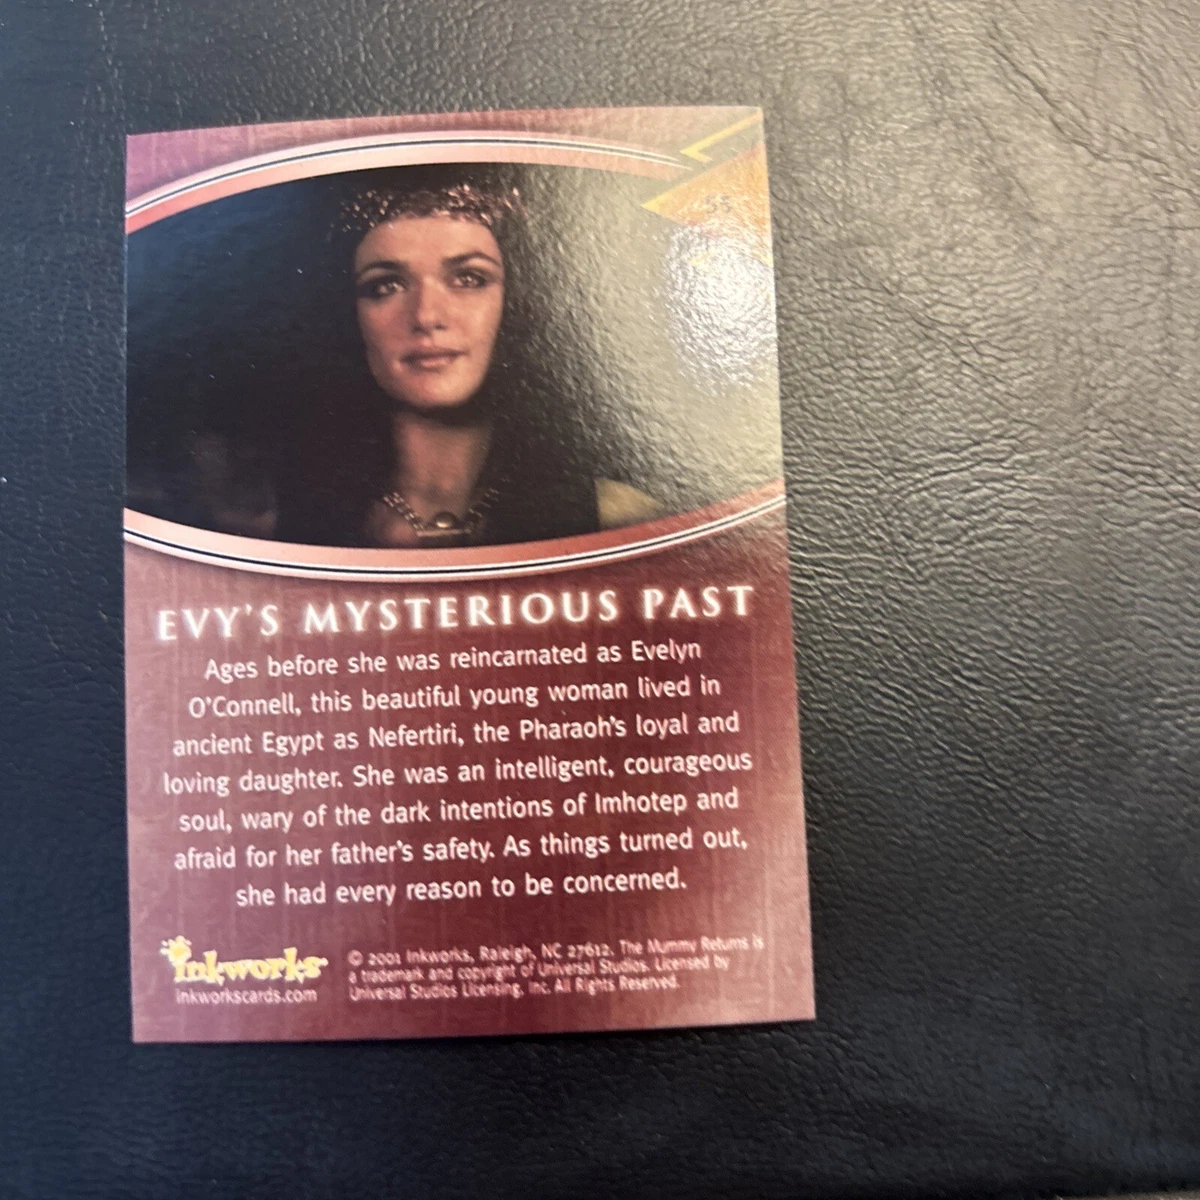 55
EVY'S MYSTERIOUS PAST
Ages before she was reincarnated as Evelyn
O'Connell, this beautiful young woman lived in
ancient Egypt as Nefertiri, the Pharaoh's loyal and
loving daughter. She was an intelligent, courageous
soul, wary of the dark intentions of Imhotep and
afraid for her father's safety. As things turned out,
she had every reason to be concerned.
inkworks
inkworkscards.com
© 2001 Inkworks, Raleigh, NC 27612. The Mummy Returns is
a trademark and copyright of Universal Studios. Licensed by
Universal Studios Licensing, Inc. All Rights Reserved.